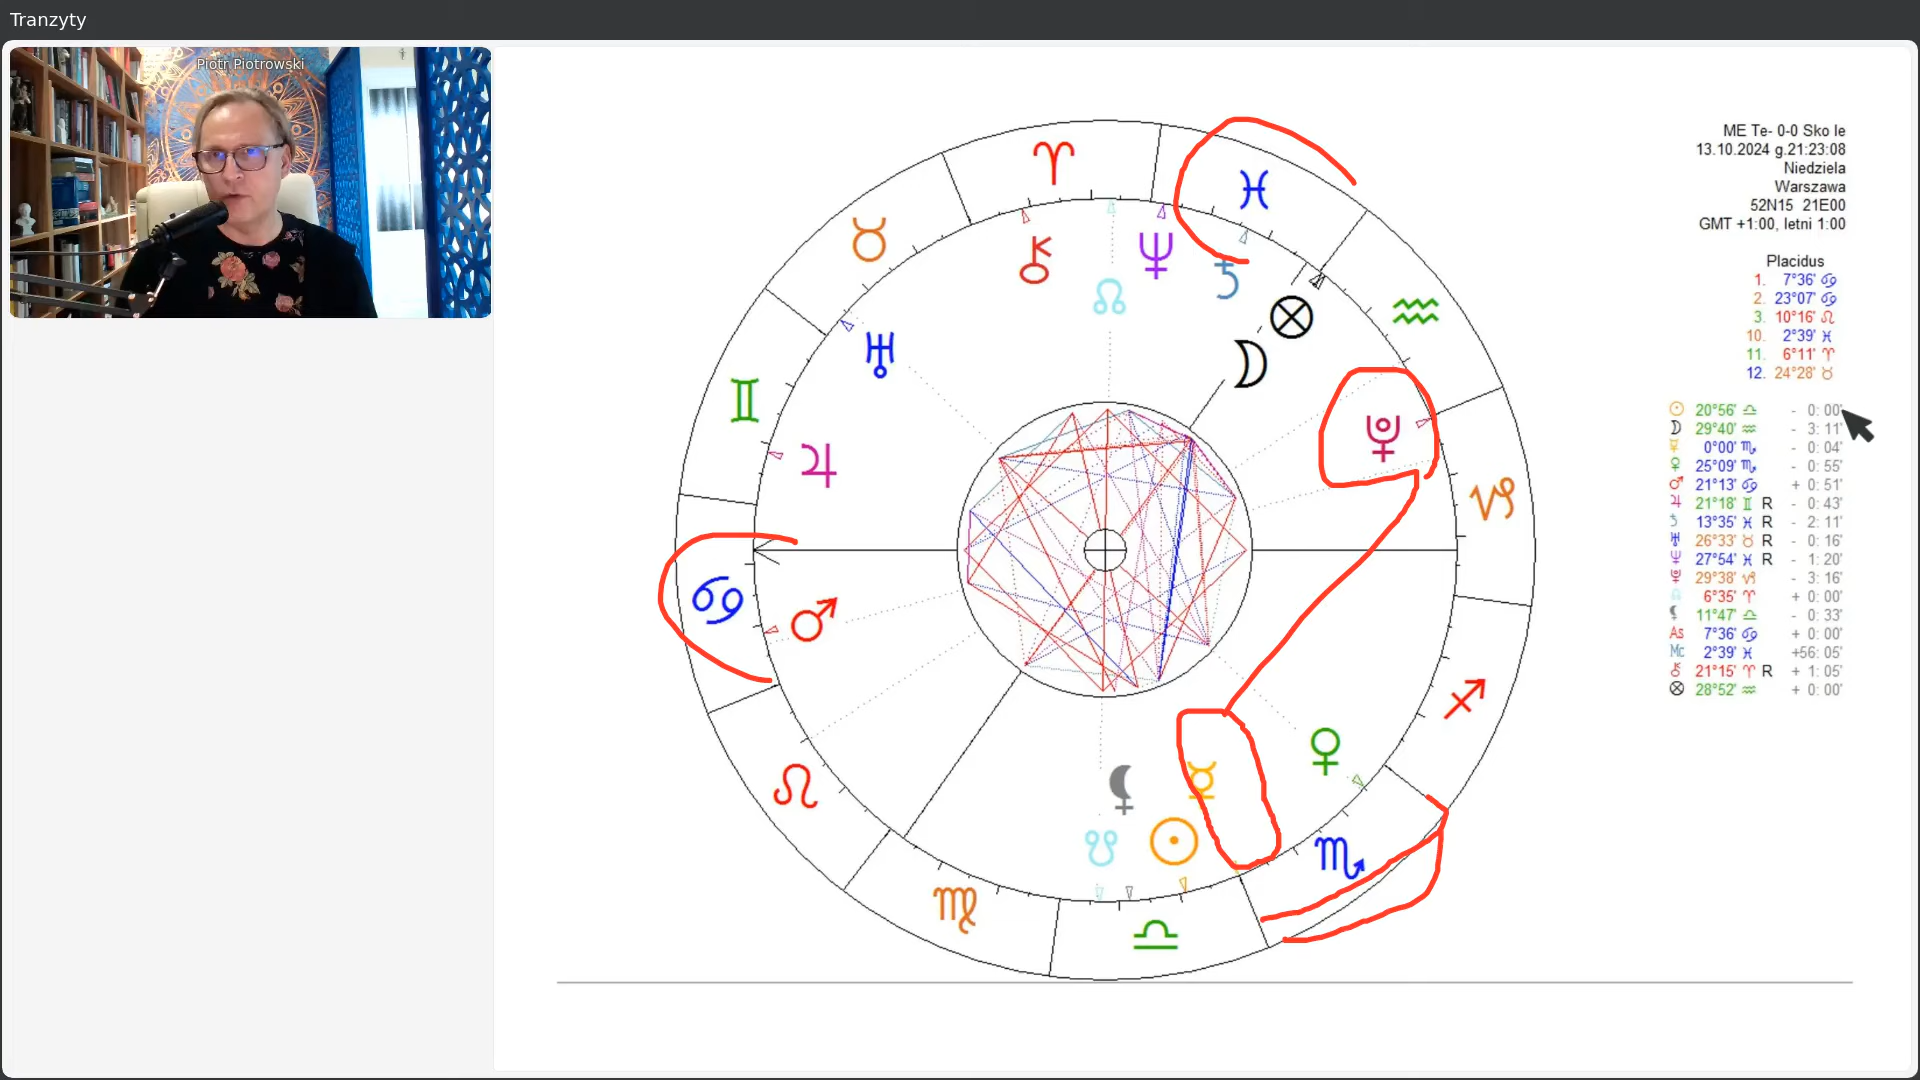 Tranzyty
Piotr Piotrowski
ME Te- 0-0 Sko le
13.10.2024 g.21:23:08
Niedziela
Warszawa
52N15 21E00
GMT +1:00, letni 1:00
Placidus
1. 7°36' ♋
2. 23°07' ♋
3. 10°16' ♌
10. 2°39' ♓
11. 6°11' ♈
12. 24°28' ♉
☉ 20°56' ♎ - 0: 00'
☽ 29°40' ♒ - 3: 11'
☿ 0°00' ♏ - 0: 04'
♀ 25°09' ♏ - 0: 55'
♂ 21°13' ♋ + 0: 51'
♃ 21°18' ♊ R - 0: 43'
♄ 13°35' ♓ R - 2: 11'
♅ 26°33' ♉ R - 0: 16'
♆ 27°54' ♓ R - 1: 20'
♇ 29°38' ♑ - 3: 16'
☊ 6°35' ♈ + 0: 00'
⚸ 11°47' ♎ - 0: 33'
As 7°36' ♋ + 0: 00'
Mc 2°39' ♓ +56: 05'
⚷ 21°15' ♈ R + 1: 05'
⊗ 28°52' ♒ + 0: 00'